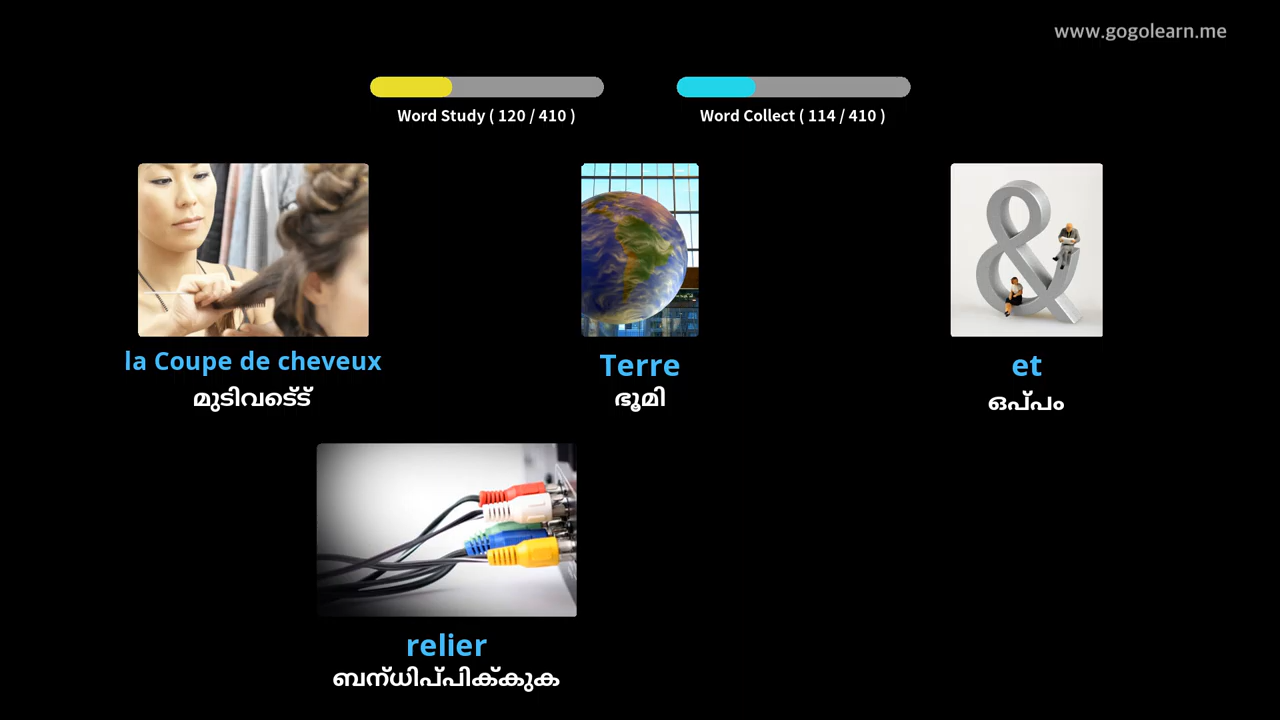 www.gogolearn.me
Word Study ( 120 / 410 )
Word Collect ( 114 / 410 )
la Coupe de cheveux
മുടിവട്ട്
Terre
ഭൂമി
et
ഒപ്പം
relier
ബന്ധിപ്പിക്കുക